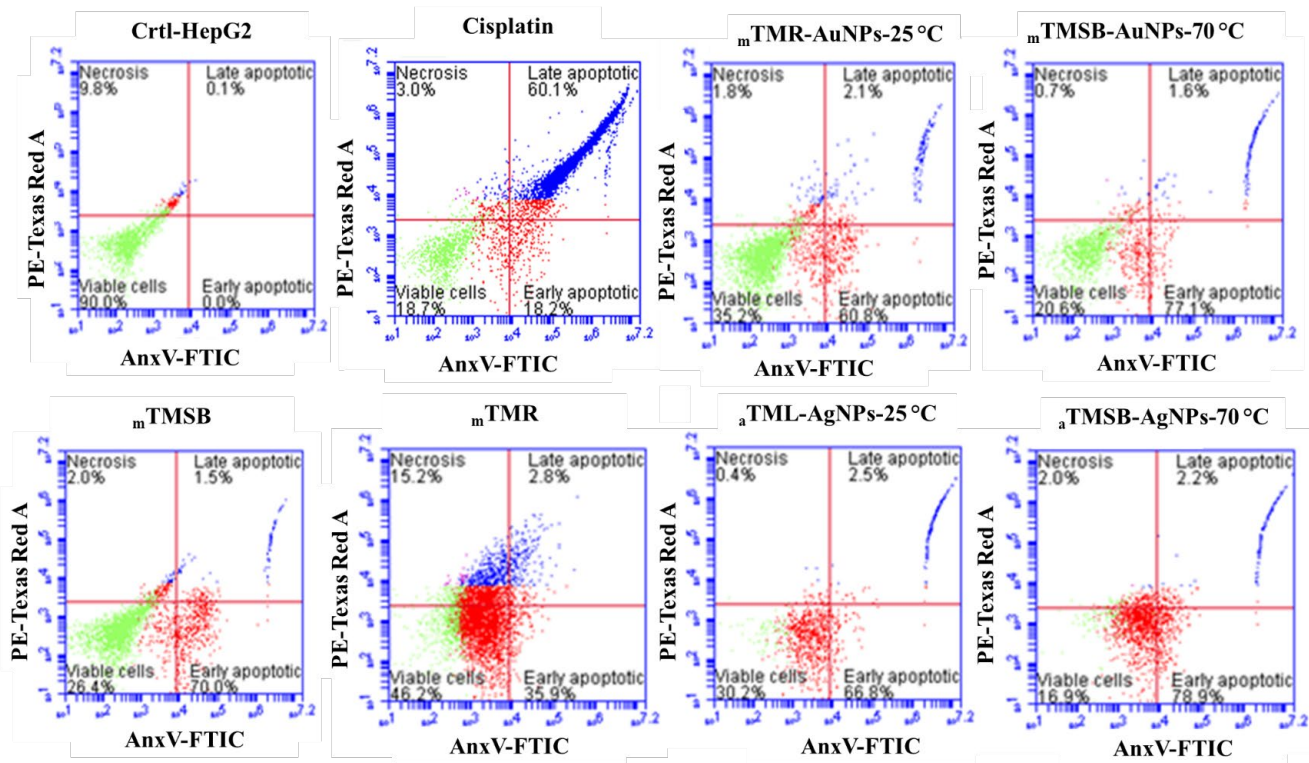 Crtl-HepG2
Necrosis
9.8%
Late apoptotic
0.1%
Viable cells
90.0%
Early apoptotic
0.0%
PE-Texas Red A
AnxV-FTIC
Cisplatin
Necrosis
3.0%
Late apoptotic
60.1%
Viable cells
18.7%
Early apoptotic
18.2%
PE-Texas Red A
AnxV-FTIC
mTMR-AuNPs-25 °C
Necrosis
1.8%
Late apoptotic
2.1%
Viable cells
35.2%
Early apoptotic
60.8%
PE-Texas Red A
AnxV-FTIC
mTMSB-AuNPs-70 °C
Necrosis
0.7%
Late apoptotic
1.6%
Viable cells
20.6%
Early apoptotic
77.1%
PE-Texas Red A
AnxV-FTIC
mTMSB
Necrosis
2.0%
Late apoptotic
1.5%
Viable cells
26.4%
Early apoptotic
70.0%
PE-Texas Red A
AnxV-FTIC
mTMR
Necrosis
15.2%
Late apoptotic
2.8%
Viable cells
46.2%
Early apoptotic
35.9%
PE-Texas Red A
AnxV-FTIC
aTML-AgNPs-25 °C
Necrosis
0.4%
Late apoptotic
2.5%
Viable cells
30.2%
Early apoptotic
66.8%
PE-Texas Red A
AnxV-FTIC
aTMSB-AgNPs-70 °C
Necrosis
2.0%
Late apoptotic
2.2%
Viable cells
16.9%
Early apoptotic
78.9%
PE-Texas Red A
AnxV-FTIC